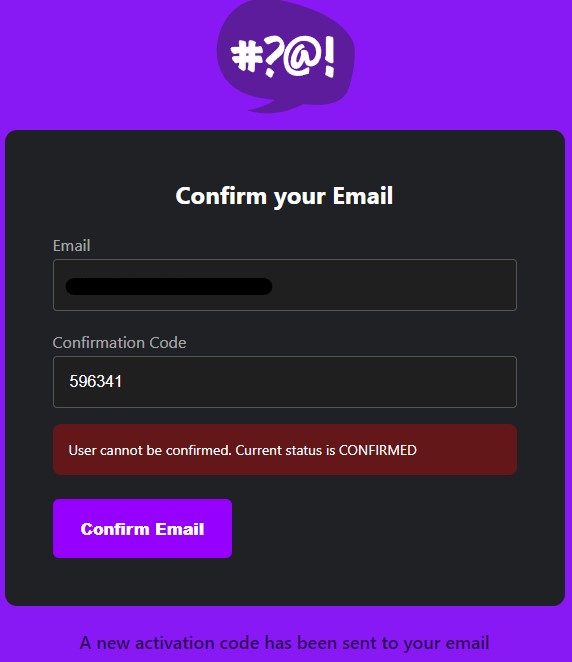 #?@!
Confirm your Email
Email
Confirmation Code
596341
User cannot be confirmed. Current status is CONFIRMED
Confirm Email
A new activation code has been sent to your email